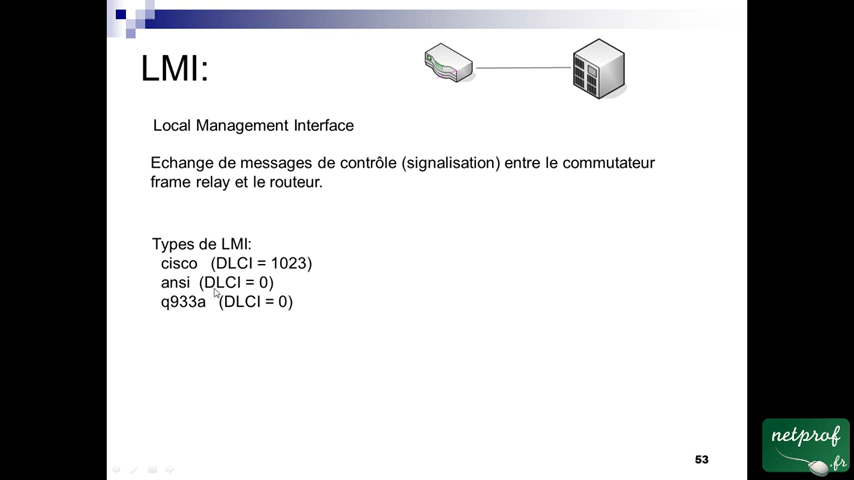 LMI:
Local Management Interface
Echange de messages de contrôle (signalisation) entre le commutateur
frame relay et le routeur.
Types de LMI:
cisco (DLCI = 1023)
ansi (DLCI = 0)
q933a (DLCI = 0)
53
netprof
.fr